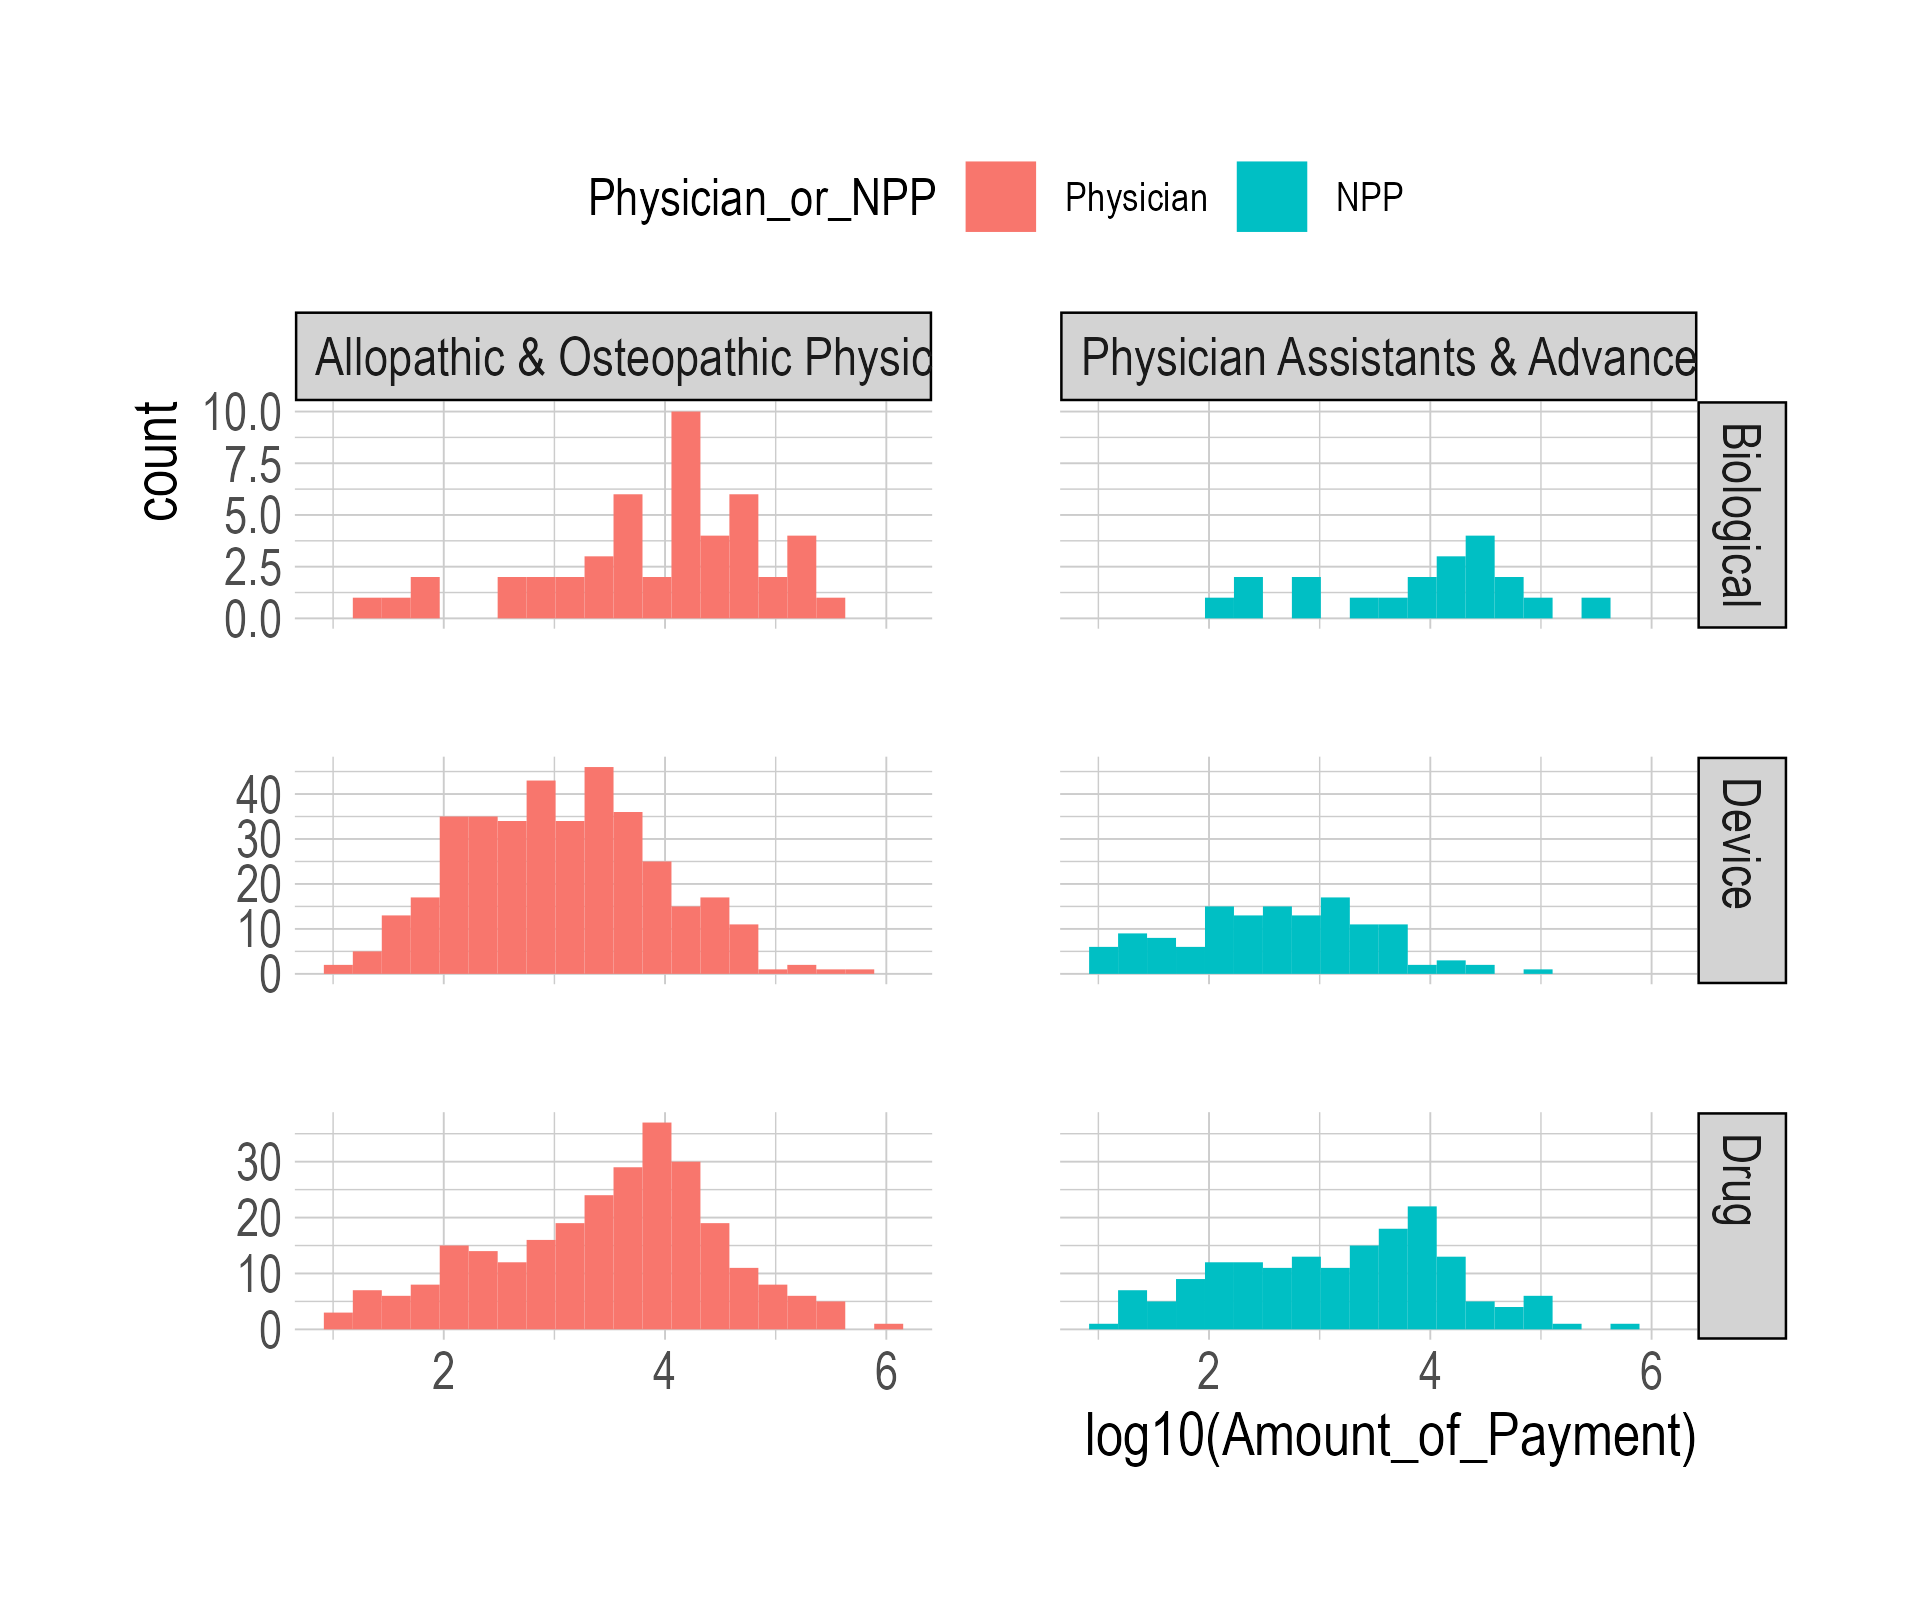 Physician_or_NPP Physician NPP
Allopathic & Osteopathic Physic
Physician Assistants & Advance
count
10.0
7.5
5.0
2.5
0.0
Biological
40
30
20
10
0
Device
30
20
10
0
Drug
2 4 6
2 4 6
log10(Amount_of_Payment)